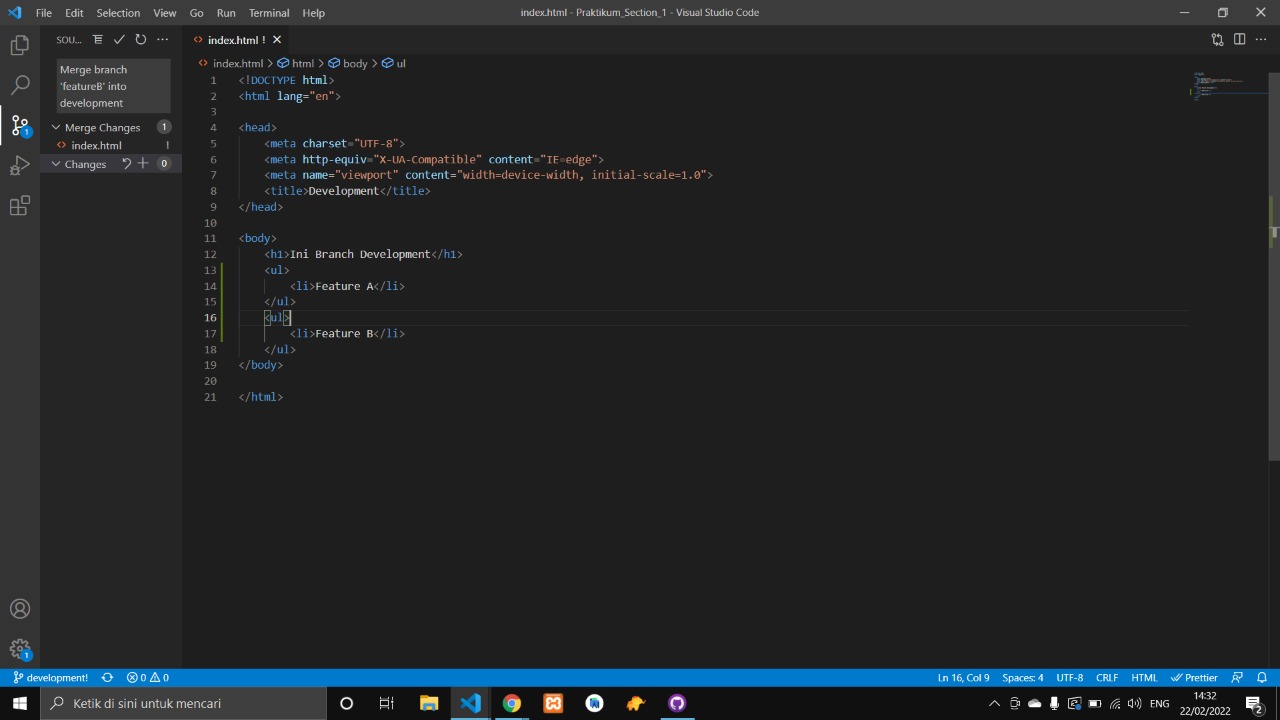 File Edit Selection View Go Run Terminal Help index.html - Praktikum_Section_1 - Visual Studio Code
SOU... index.html !
index.html > html > body > ul
Merge branch
'featureB' into
development
Merge Changes 1
index.html !
Changes 0
1 <!DOCTYPE html>
2 <html lang="en">
3
4 <head>
5 <meta charset="UTF-8">
6 <meta http-equiv="X-UA-Compatible" content="IE=edge">
7 <meta name="viewport" content="width=device-width, initial-scale=1.0">
8 <title>Development</title>
9 </head>
10
11 <body>
12 <h1>Ini Branch Development</h1>
13 <ul>
14 <li>Feature A</li>
15 </ul>
16 <ul>
17 <li>Feature B</li>
18 </ul>
19 </body>
20
21 </html>
1
1
development! 0 0 Ln 16, Col 9 Spaces: 4 UTF-8 CRLF HTML Prettier
Ketik di sini untuk mencari ENG 14:32
22/02/2022 2